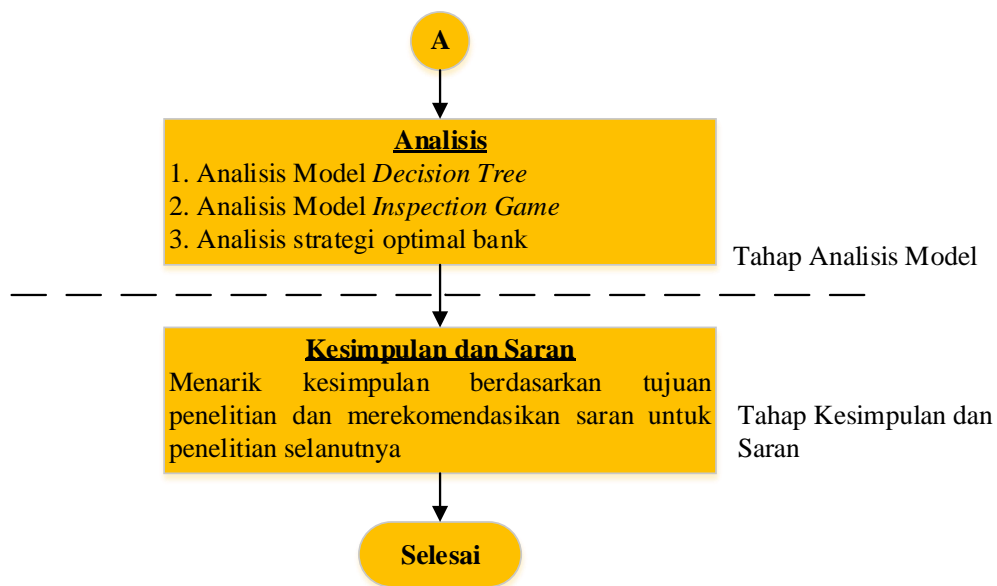 A
Analisis
1. Analisis Model Decision Tree
2. Analisis Model Inspection Game
3. Analisis strategi optimal bank
Tahap Analisis Model
Kesimpulan dan Saran
Menarik kesimpulan berdasarkan tujuan
penelitian dan merekomendasikan saran untuk
penelitian selanutnya
Tahap Kesimpulan dan
Saran
Selesai